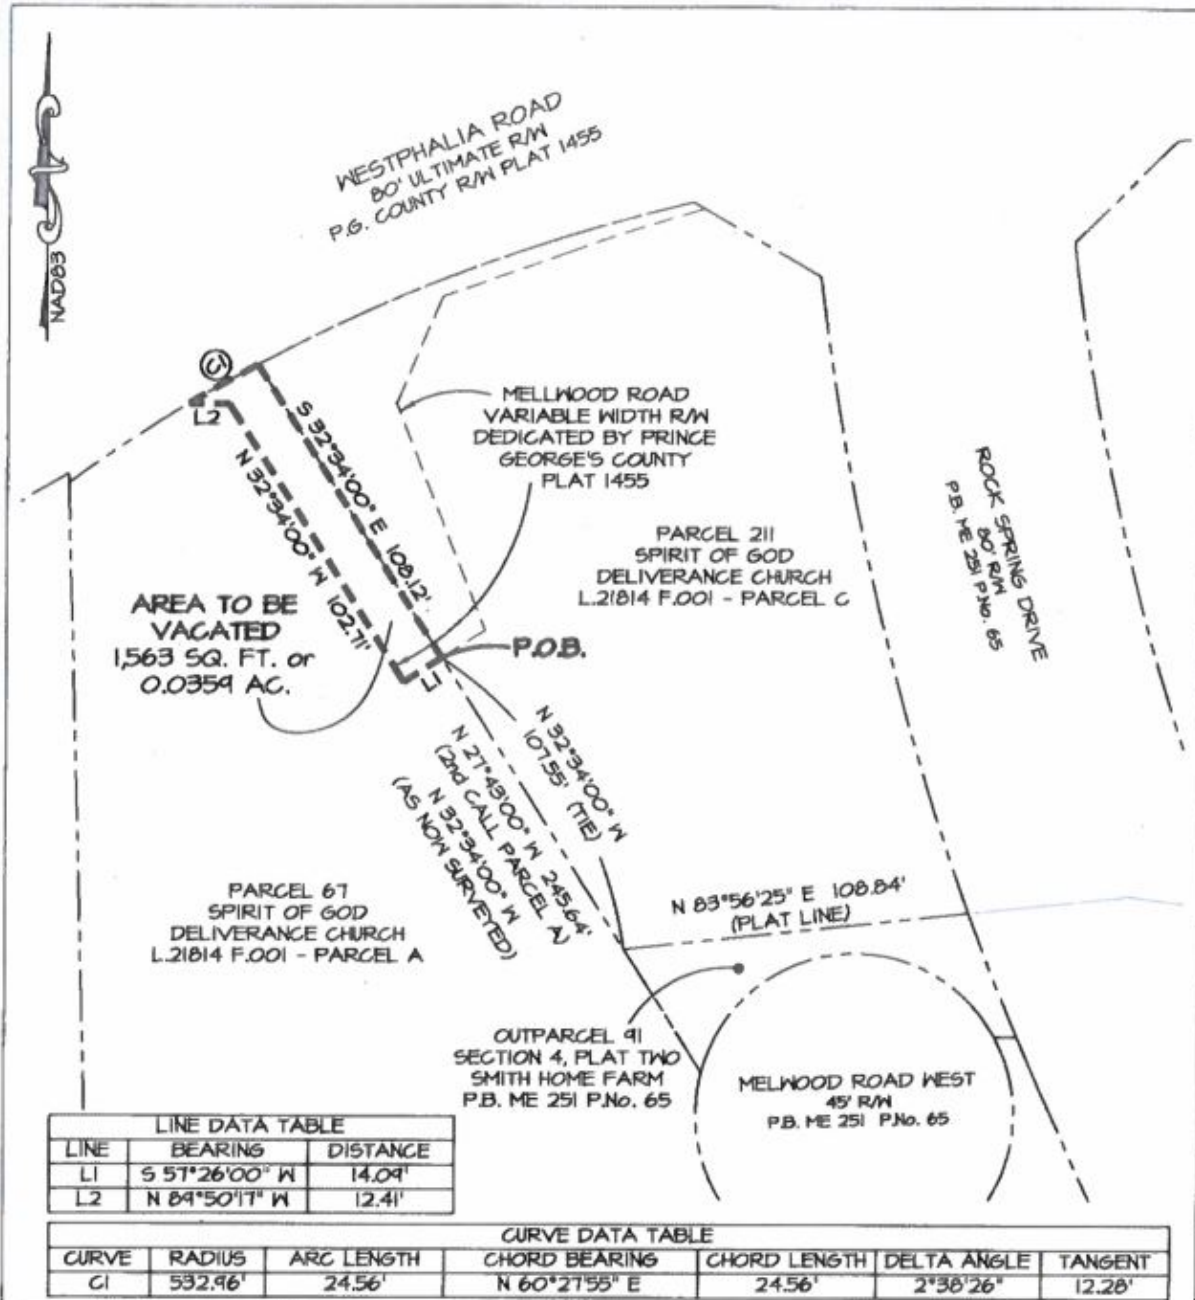 NAD83
WESTPHALIA ROAD
80' ULTIMATE R/W
P.G. COUNTY R/W PLAT 1455
C1
L2
S 32°34'00" E 108.12'
N 32°34'00" W 102.71'
MELLWOOD ROAD
VARIABLE WIDTH R/W
DEDICATED BY PRINCE
GEORGE'S COUNTY
PLAT 1455
PARCEL 211
SPIRIT OF GOD
DELIVERANCE CHURCH
L.21814 F.001 - PARCEL C
ROCK SPRING DRIVE
80' R/W
P.B. ME 251 P.No. 65
AREA TO BE
VACATED
1,563 SQ. FT. or
0.0359 AC.
P.O.B.
L1
N 32°34'00" W
107.55' (TIE)
N 27°43'00" W 245.64'
(2nd CALL PARCEL A)
N 32°34'00" W
(AS NOW SURVEYED)
PARCEL 67
SPIRIT OF GOD
DELIVERANCE CHURCH
L.21814 F.001 - PARCEL A
N 83°56'25" E 108.84'
(PLAT LINE)
OUTPARCEL 91
SECTION 4, PLAT TWO
SMITH HOME FARM
P.B. ME 251 P.No. 65
MELWOOD ROAD WEST
45' R/W
P.B. ME 251 P.No. 65
LINE DATA TABLE
LINE BEARING DISTANCE
L1 S 57°26'00" W 14.09'
L2 N 89°50'17" W 12.41'
CURVE DATA TABLE
CURVE RADIUS ARC LENGTH CHORD BEARING CHORD LENGTH DELTA ANGLE TANGENT
C1 532.96' 24.56' N 60°27'55" E 24.56' 2°38'26" 12.28'